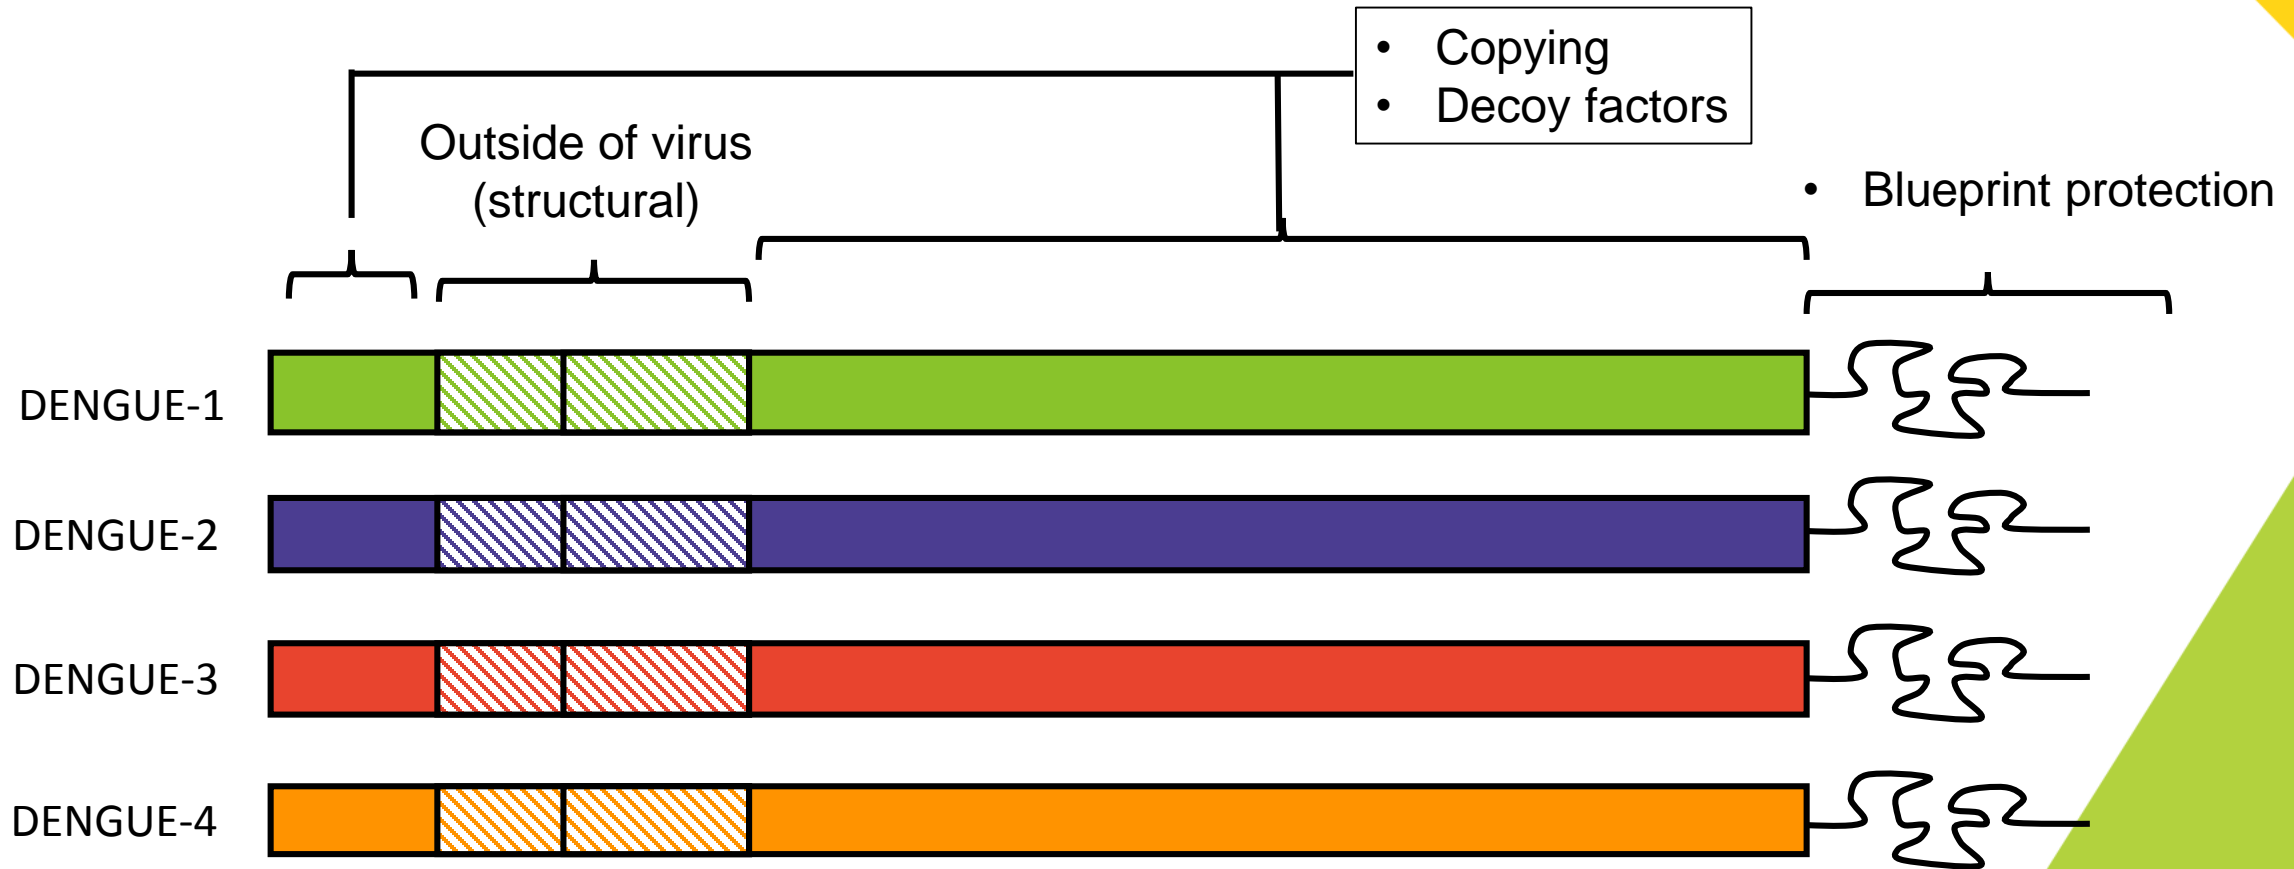 • Copying
• Decoy factors
Outside of virus
(structural)
• Blueprint protection
DENGUE-1
DENGUE-2
DENGUE-3
DENGUE-4